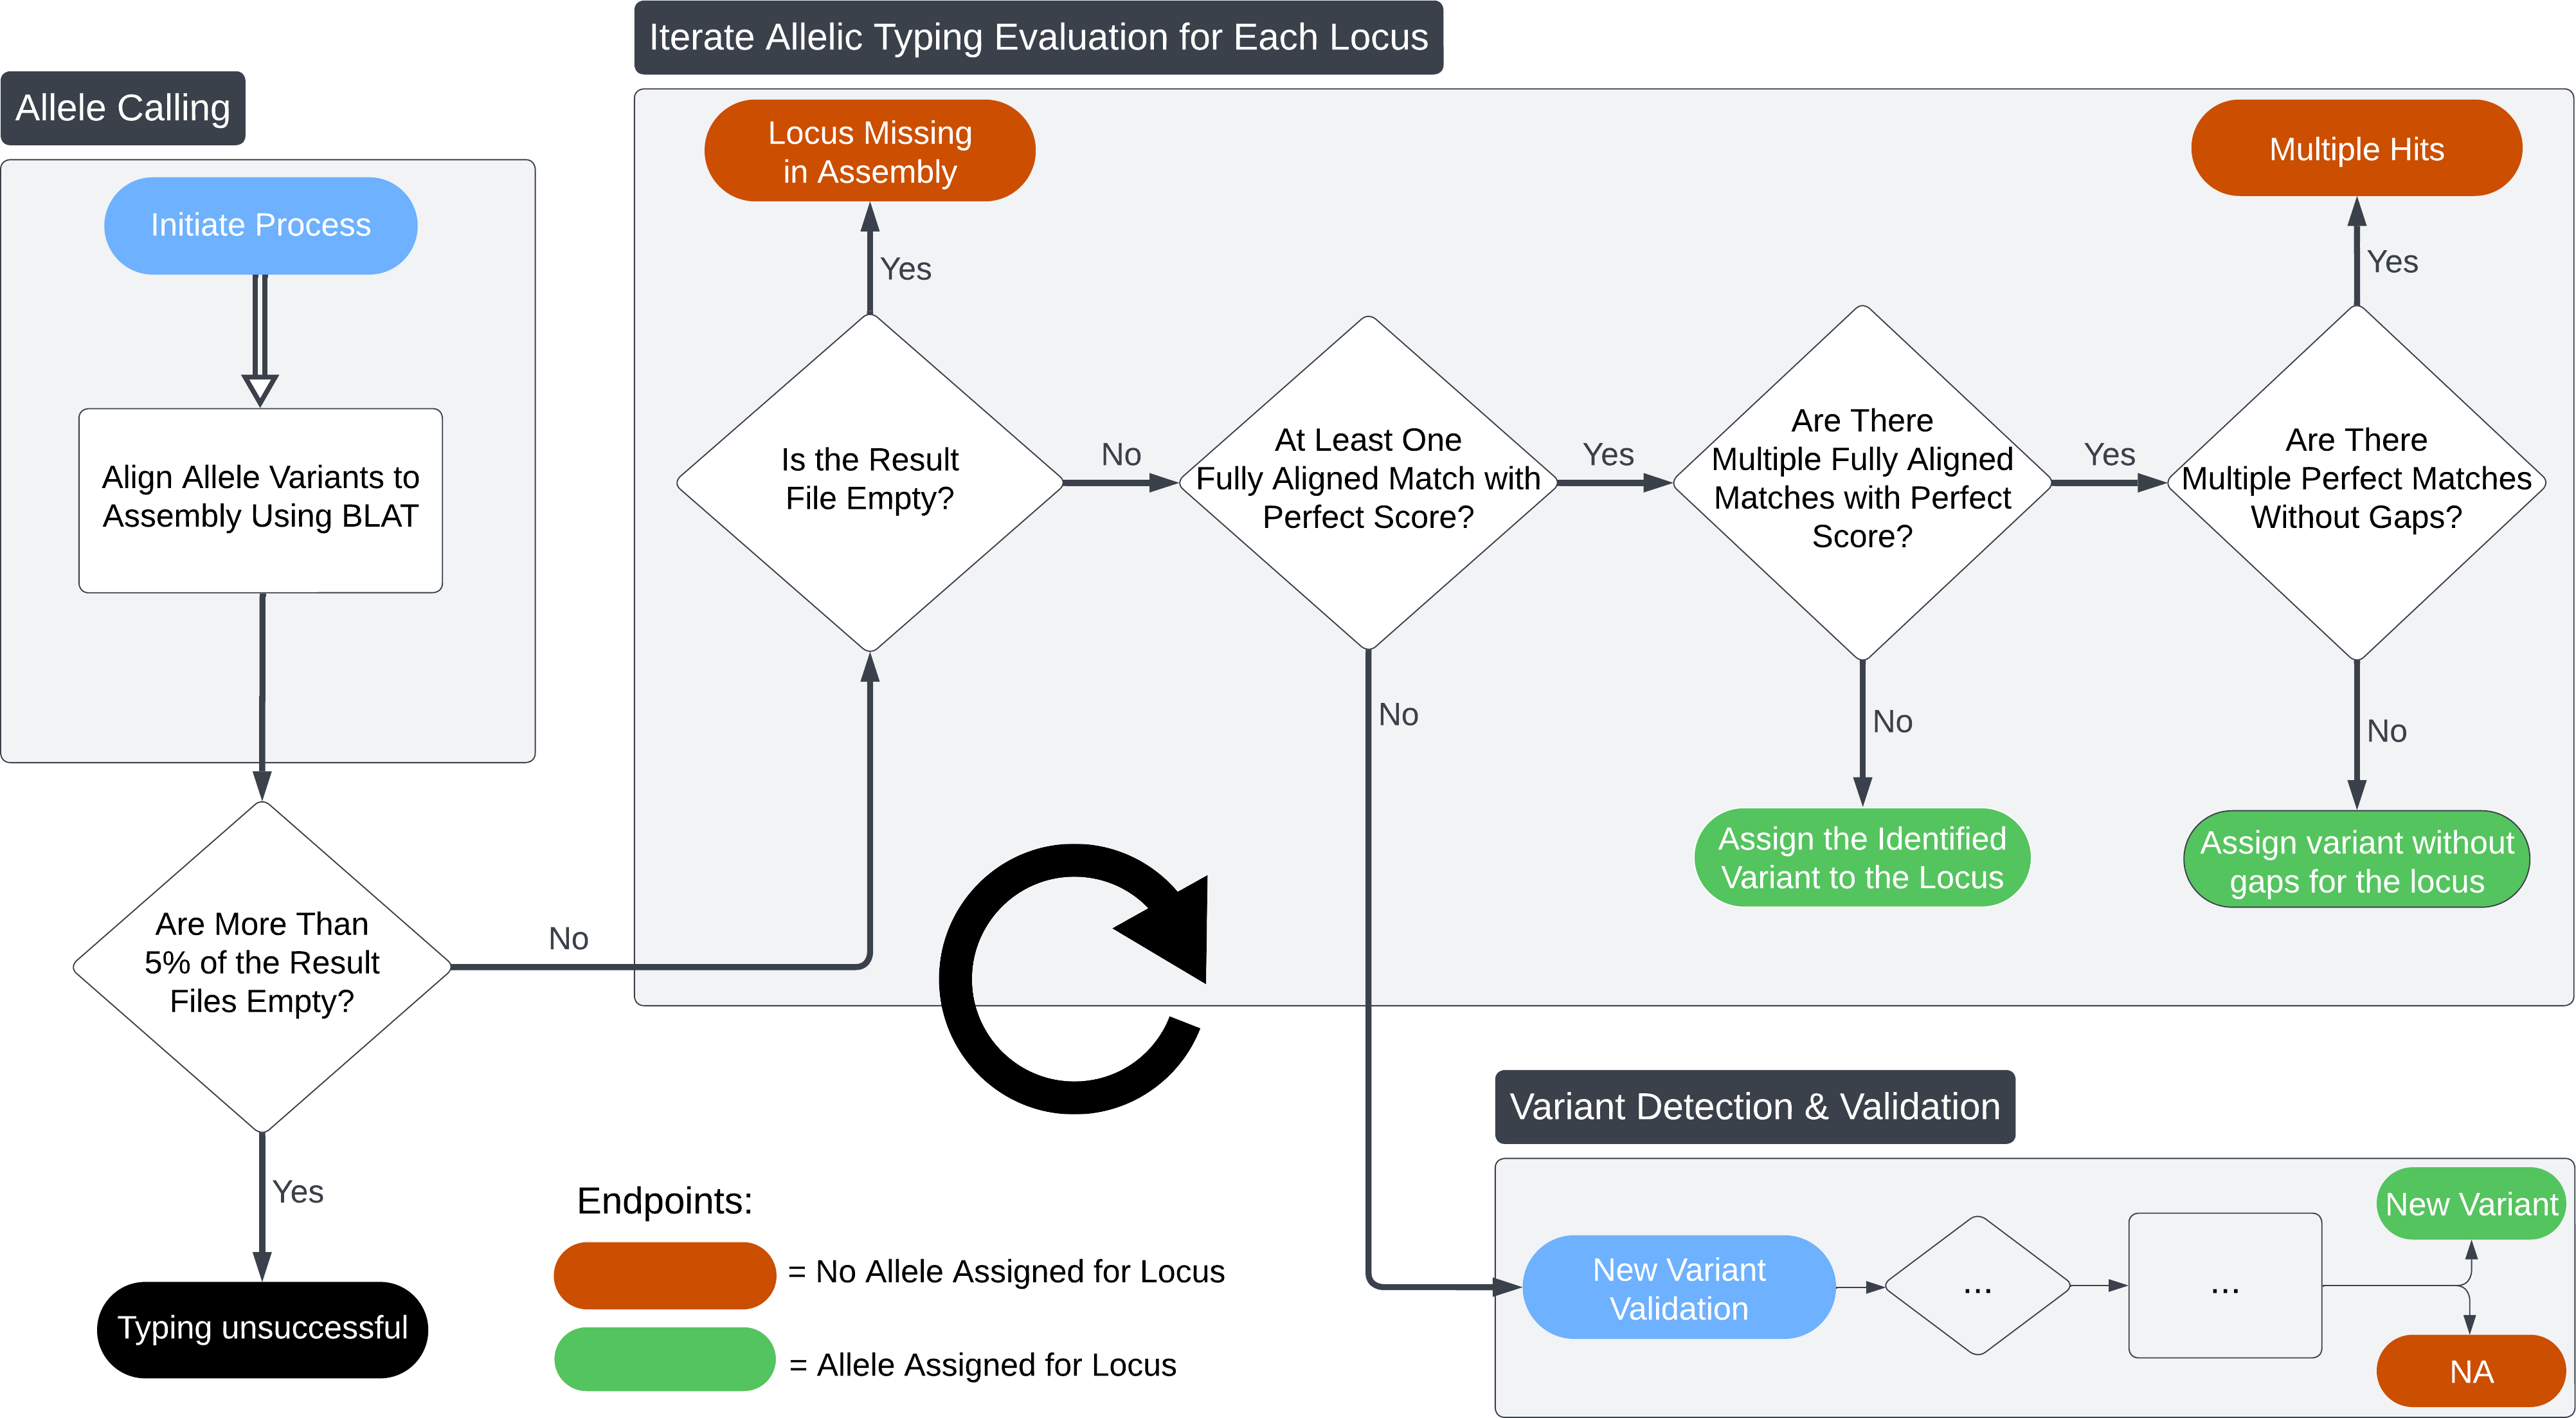 Iterate Allelic Typing Evaluation for Each Locus
Allele Calling
Initiate Process
Align Allele Variants to
Assembly Using BLAT
Are More Than
5% of the Result
Files Empty?
Yes
Typing unsuccessful
No
Locus Missing
in Assembly
Yes
Is the Result
File Empty?
No
At Least One
Fully Aligned Match with
Perfect Score?
Yes
No
Are There
Multiple Fully Aligned
Matches with Perfect
Score?
Yes
No
Assign the Identified
Variant to the Locus
Multiple Hits
Yes
Are There
Multiple Perfect Matches
Without Gaps?
No
Assign variant without
gaps for the locus
Variant Detection & Validation
New Variant
Validation
...
...
New Variant
NA
Endpoints:
= No Allele Assigned for Locus
= Allele Assigned for Locus